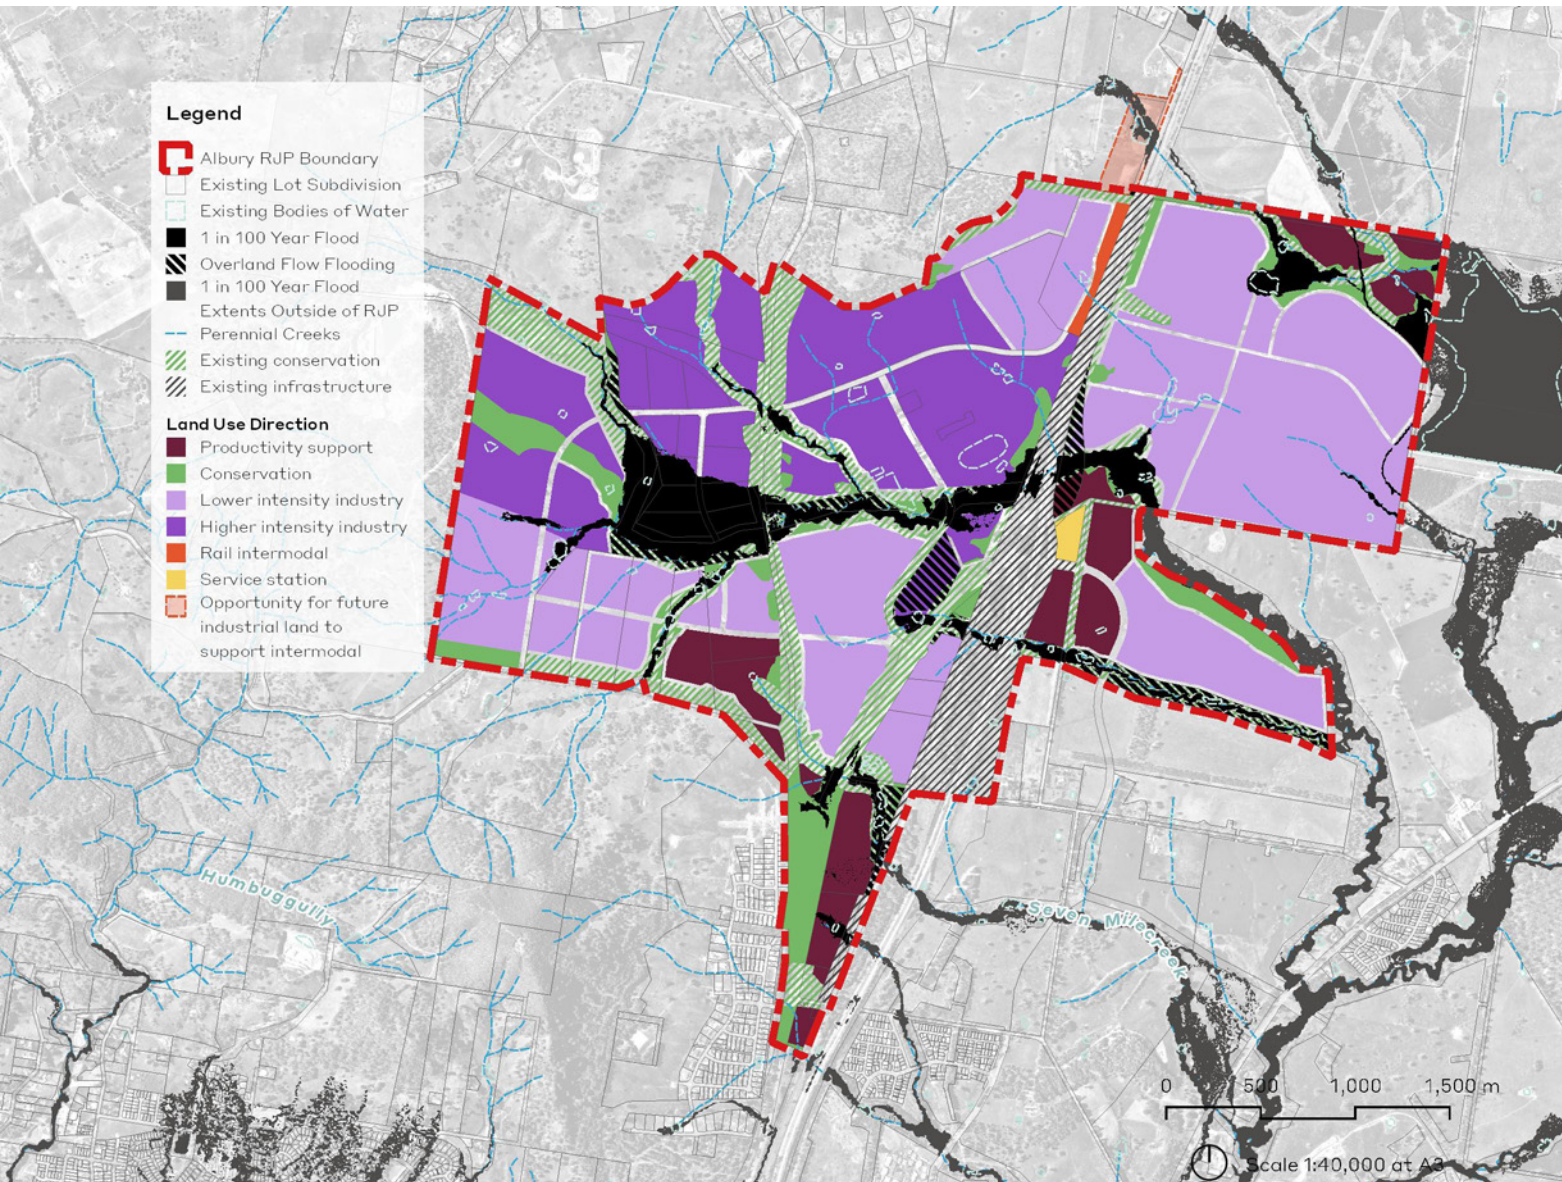 Legend
Albury RJP Boundary
Existing Lot Subdivision
Existing Bodies of Water
1 in 100 Year Flood
Overland Flow Flooding
1 in 100 Year Flood
Extents Outside of RJP
Perennial Creeks
Existing conservation
Existing infrastructure
Land Use Direction
Productivity support
Conservation
Lower intensity industry
Higher intensity industry
Rail intermodal
Service station
Opportunity for future
industrial land to
support intermodal
Humbuggully
Seven Milecreek
0 500 1,000 1,500 m
Scale 1:40,000 at A3